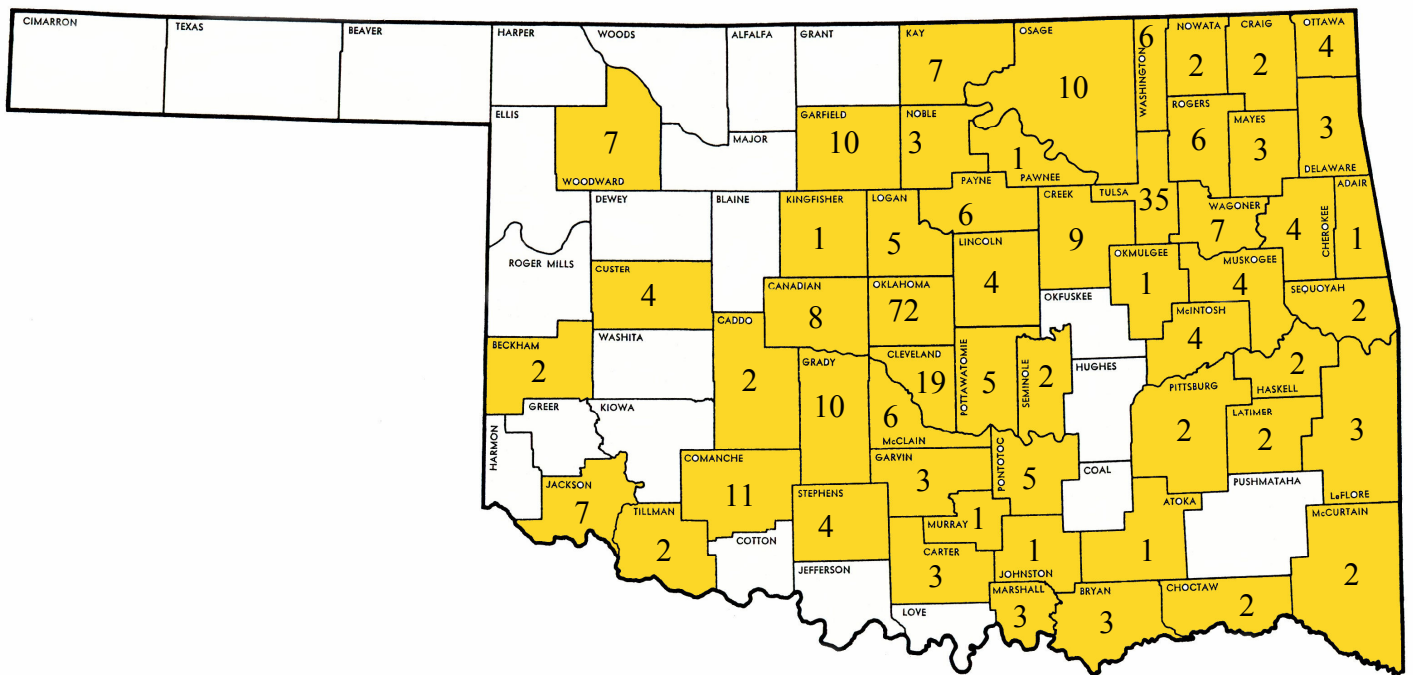 CIMARRON
TEXAS
BEAVER
HARPER
WOODS
ALFALFA
GRANT
KAY
7
OSAGE
10
WASHINGTON
6
NOWATA
2
CRAIG
2
OTTAWA
4
ELLIS
WOODWARD
7
MAJOR
GARFIELD
10
NOBLE
3
PAWNEE
1
ROGERS
6
MAYES
3
DELAWARE
3
DEWEY
BLAINE
KINGFISHER
1
LOGAN
5
PAYNE
6
CREEK
9
TULSA
35
WAGONER
7
CHEROKEE
4
ADAIR
1
ROGER MILLS
CUSTER
4
CANADIAN
8
OKLAHOMA
72
LINCOLN
4
OKFUSKEE
OKMULGEE
1
MUSKOGEE
4
SEQUOYAH
2
BECKHAM
2
WASHITA
CADDO
2
GRADY
10
CLEVELAND
19
McCLAIN
6
POTTAWATOMIE
5
SEMINOLE
2
HUGHES
McINTOSH
4
PITTSBURG
2
HASKELL
2
LATIMER
2
LeFLORE
3
HARMON
GREER
KIOWA
JACKSON
7
TILLMAN
2
COMANCHE
11
COTTON
STEPHENS
4
JEFFERSON
GARVIN
3
MURRAY
1
CARTER
3
LOVE
PONTOTOC
5
COAL
JOHNSTON
1
MARSHALL
3
ATOKA
1
BRYAN
3
PUSHMATAHA
CHOCTAW
2
McCURTAIN
2